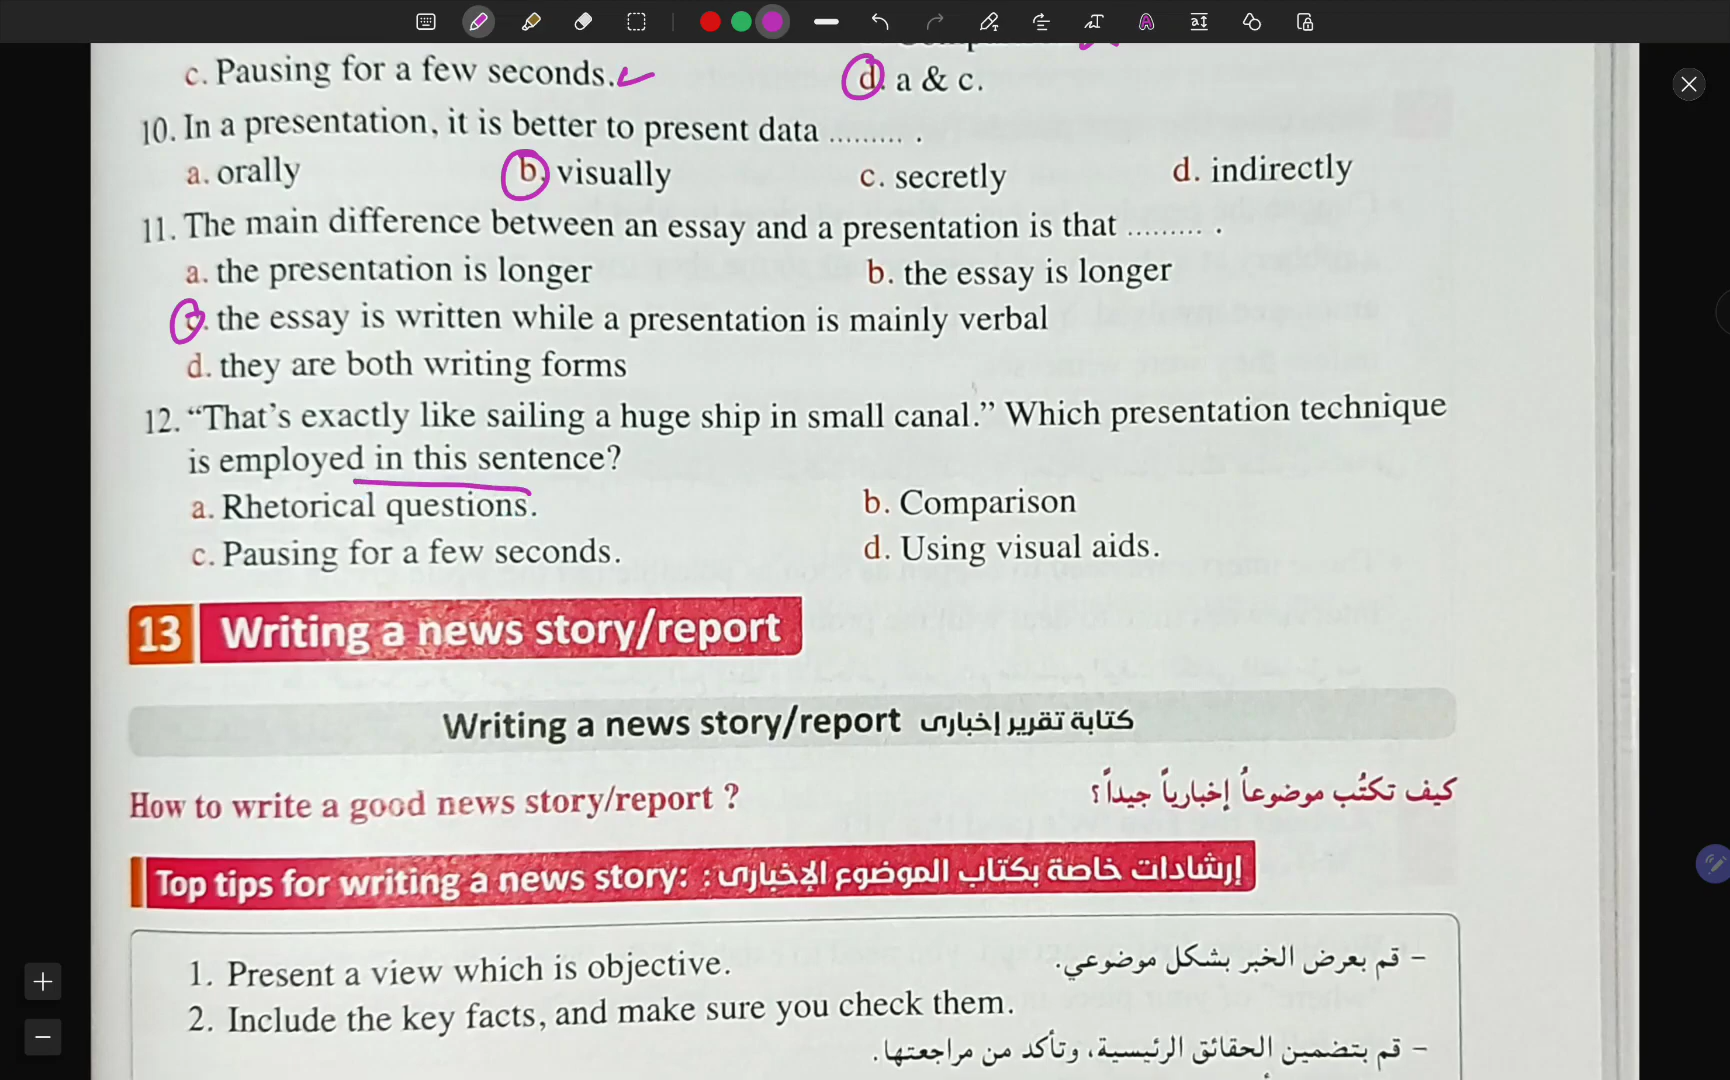 c. Pausing for a few seconds.
d. a & c.
10. In a presentation, it is better to present data ......... .
a. orally b. visually c. secretly d. indirectly
11. The main difference between an essay and a presentation is that ......... .
a. the presentation is longer b. the essay is longer
c. the essay is written while a presentation is mainly verbal
d. they are both writing forms
12. “That’s exactly like sailing a huge ship in small canal.” Which presentation technique
is employed in this sentence?
a. Rhetorical questions. b. Comparison
c. Pausing for a few seconds. d. Using visual aids.
13 Writing a news story/report
Writing a news story/report كتابة تقرير إخبارى
How to write a good news story/report ? كيف تكتُب موضوعاً إخبارياً جيداً؟
Top tips for writing a news story: إرشادات خاصة بكتاب الموضوع الإخبارى:
1. Present a view which is objective. – قم بعرض الخبر بشكل موضوعي.
2. Include the key facts, and make sure you check them.
– قم بتضمين الحقائق الرئيسية، وتأكد من مراجعتها.